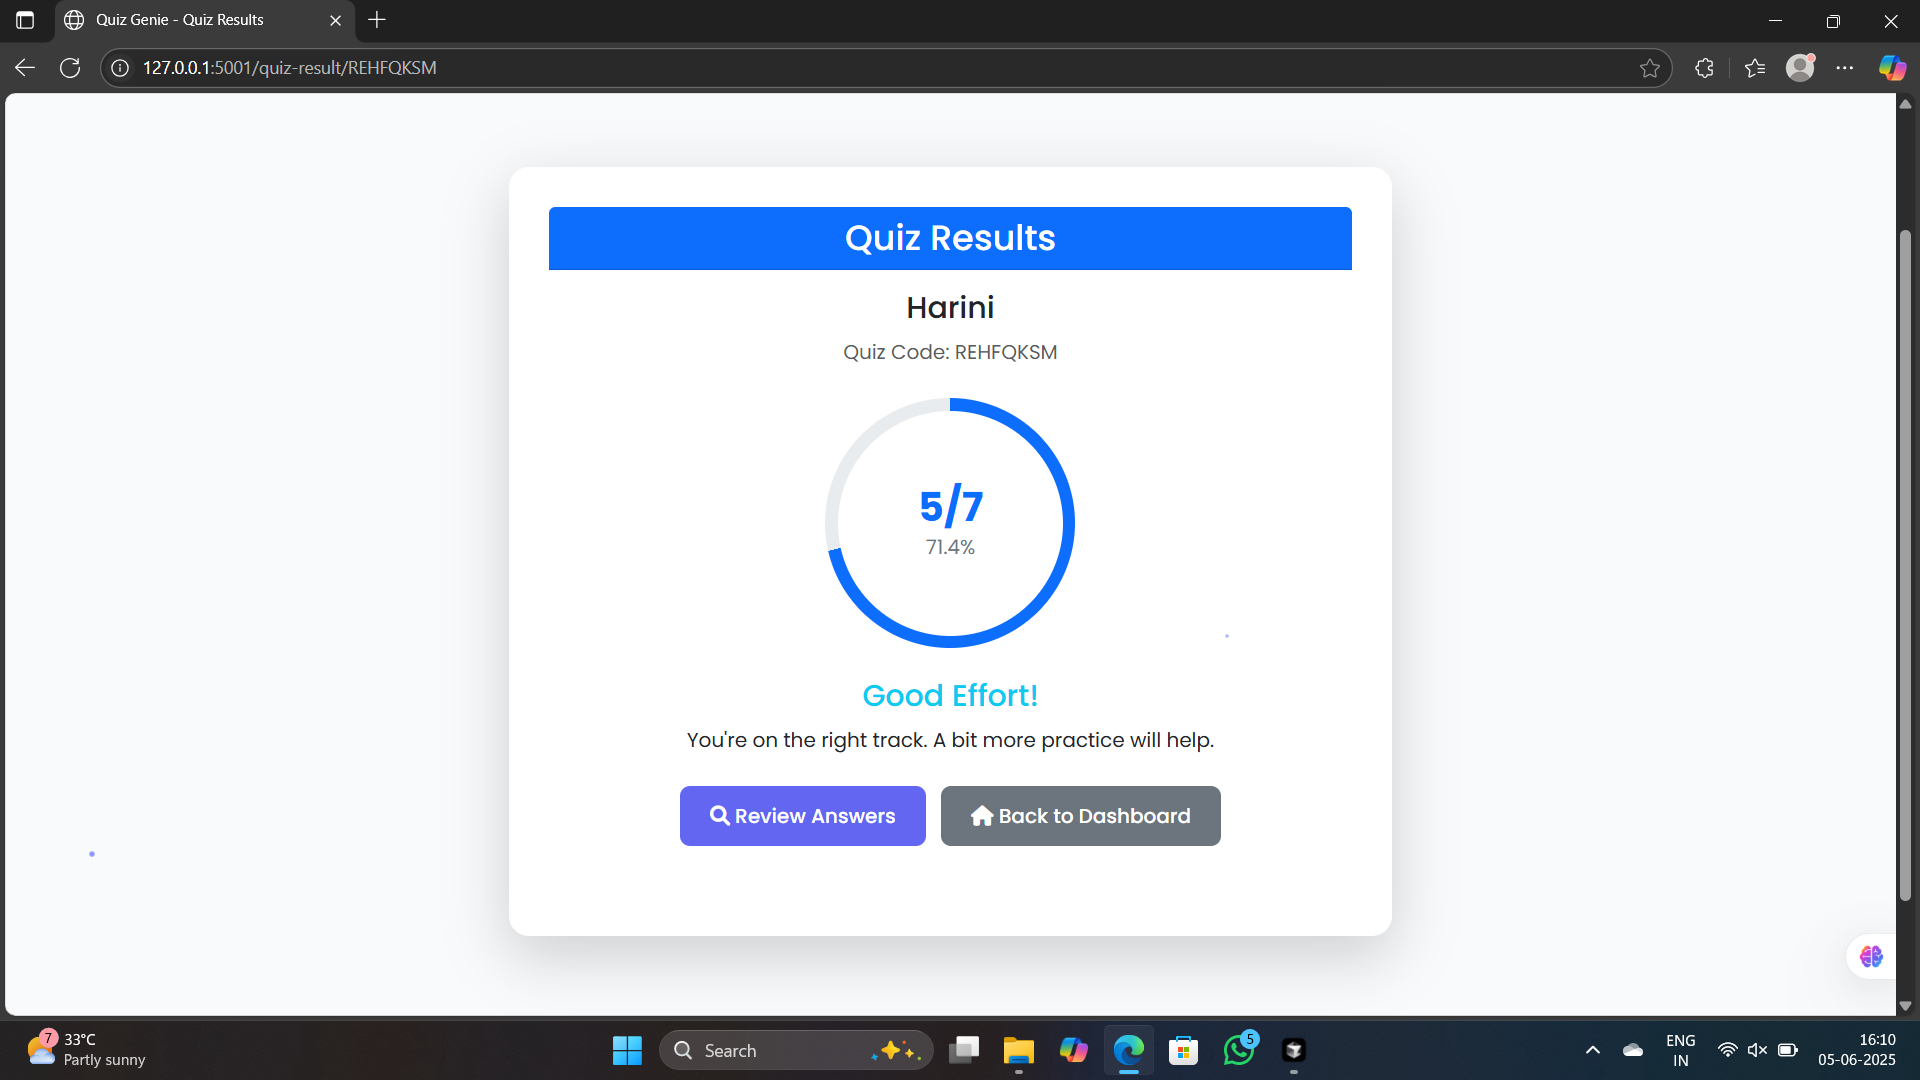 Quiz Genie - Quiz Results
127.0.0.1:5001/quiz-result/REHFQKSM
Quiz Results
Harini
Quiz Code: REHFQKSM
5/7
71.4%
Good Effort!
You're on the right track. A bit more practice will help.
Review Answers
Back to Dashboard
7
33°C
Partly sunny
Search
5
ENG
IN
16:10
05-06-2025